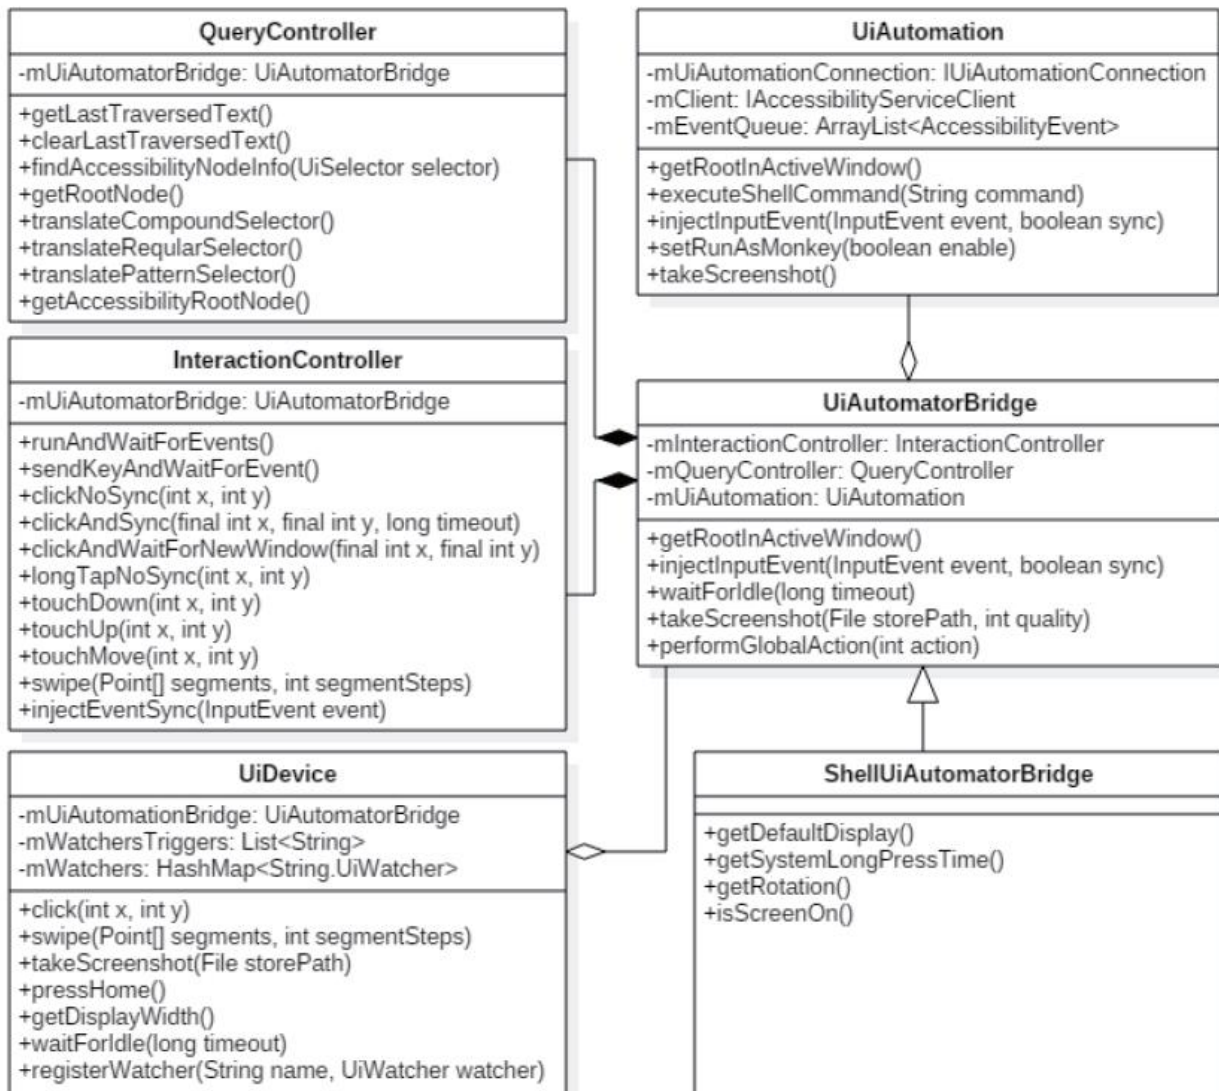 QueryController
-mUiAutomatorBridge: UiAutomatorBridge
+getLastTraversedText()
+clearLastTraversedText()
+findAccessibilityNodeInfo(UiSelector selector)
+getRootNode()
+translateCompoundSelector()
+translateReqularSelector()
+translatePatternSelector()
+getAccessibilityRootNode()
UiAutomation
-mUiAutomationConnection: IUiAutomationConnection
-mClient: IAccessibilityServiceClient
-mEventQueue: ArrayList<AccessibilityEvent>
+getRootInActiveWindow()
+executeShellCommand(String command)
+injectInputEvent(InputEvent event, boolean sync)
+setRunAsMonkey(boolean enable)
+takeScreenshot()
InteractionController
-mUiAutomatorBridge: UiAutomatorBridge
+runAndWaitForEvents()
+sendKeyAndWaitForEvent()
+clickNoSync(int x, int y)
+clickAndSync(final int x, final int y, long timeout)
+clickAndWaitForNewWindow(final int x, final int y)
+longTapNoSync(int x, int y)
+touchDown(int x, int y)
+touchUp(int x, int y)
+touchMove(int x, int y)
+swipe(Point[] segments, int segmentSteps)
+injectEventSync(InputEvent event)
UiAutomatorBridge
-mInteractionController: InteractionController
-mQueryController: QueryController
-mUiAutomation: UiAutomation
+getRootInActiveWindow()
+injectInputEvent(InputEvent event, boolean sync)
+waitForIdle(long timeout)
+takeScreenshot(File storePath, int quality)
+performGlobalAction(int action)
UiDevice
-mUiAutomationBridge: UiAutomatorBridge
-mWatchersTriggers: List<String>
-mWatchers: HashMap<String.UiWatcher>
+click(int x, int y)
+swipe(Point[] segments, int segmentSteps)
+takeScreenshot(File storePath)
+pressHome()
+getDisplayWidth()
+waitForIdle(long timeout)
+registerWatcher(String name, UiWatcher watcher)
ShellUiAutomatorBridge
+getDefaultDisplay()
+getSystemLongPressTime()
+getRotation()
+isScreenOn()